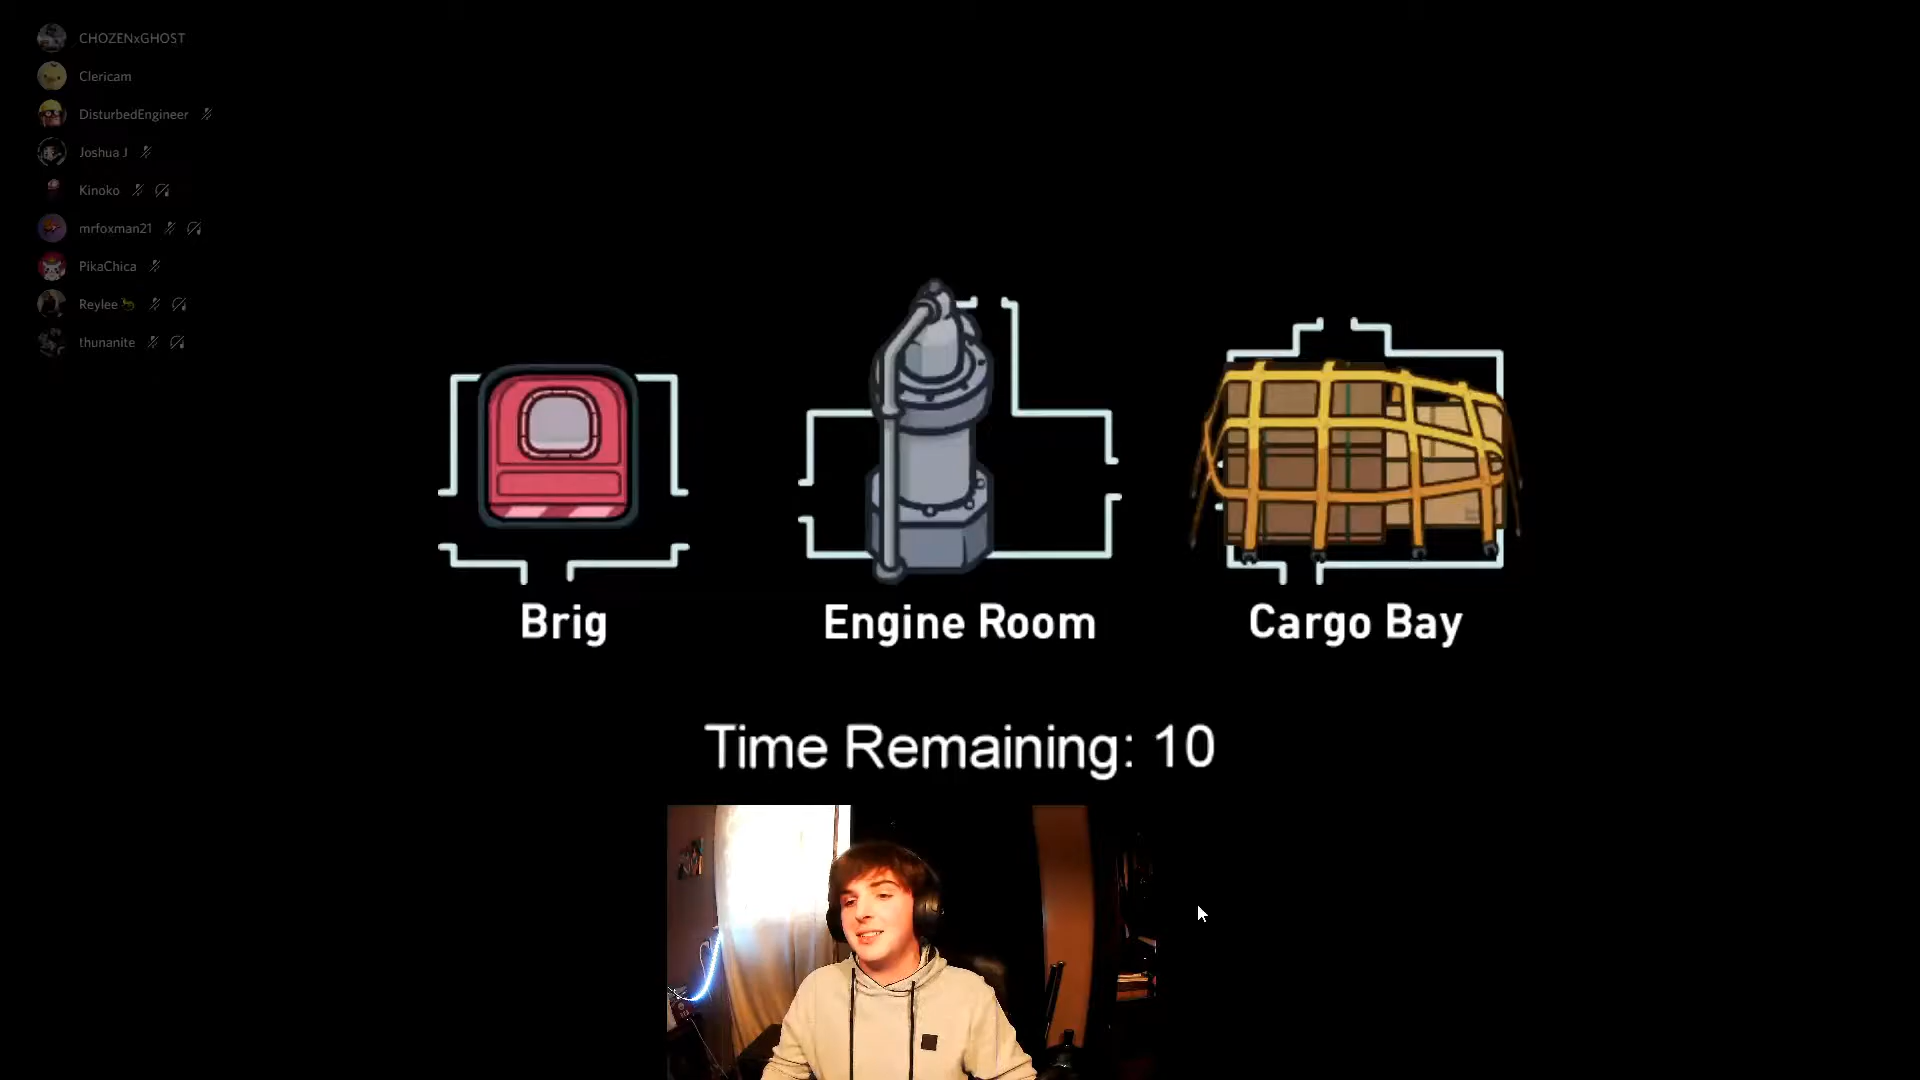 CHOZENxGHOST
Clericam
DisturbedEngineer
Joshua J
Kinoko
mrfoxman21
PikaChica
Reylee
thunanite
Brig
Engine Room
Cargo Bay
Time Remaining: 10